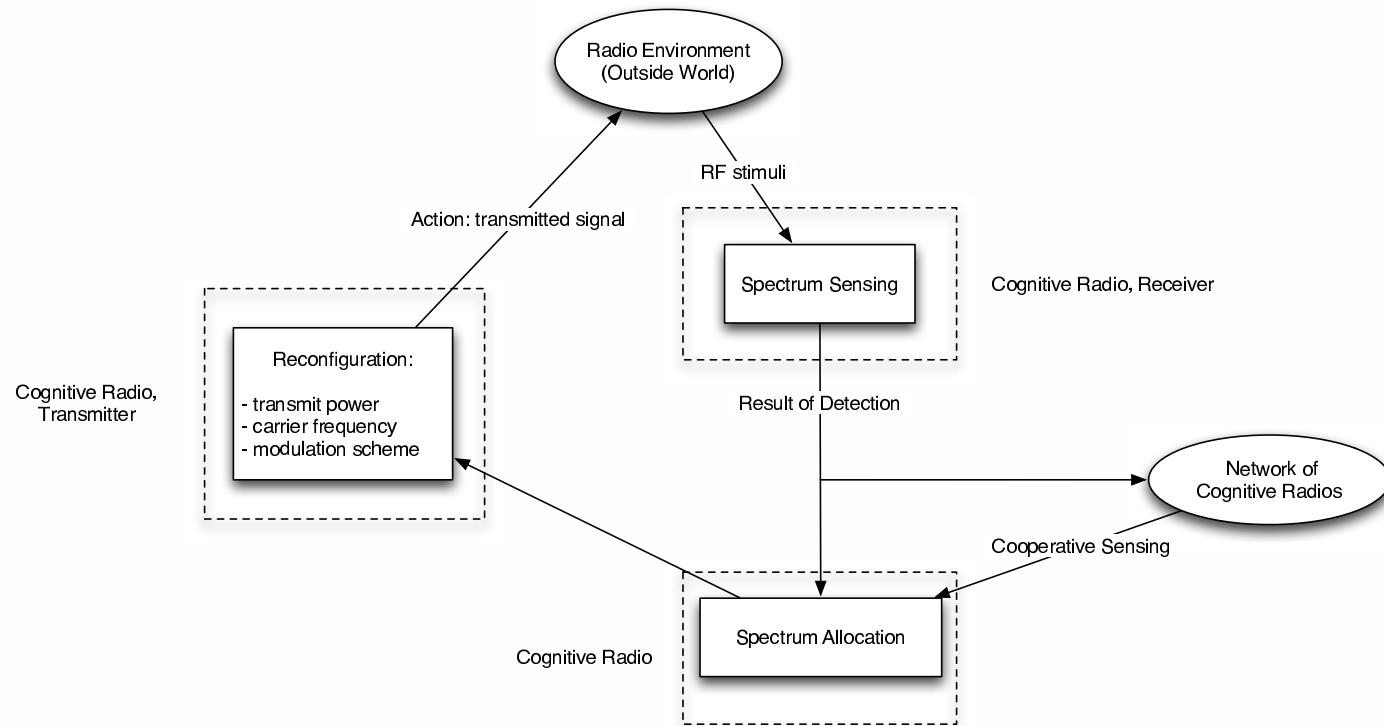 Radio Environment
(Outside World)
RF stimuli
Action: transmitted signal
Spectrum Sensing
Cognitive Radio, Receiver
Reconfiguration:
- transmit power
- carrier frequency
- modulation scheme
Cognitive Radio,
Transmitter
Result of Detection
Network of
Cognitive Radios
Cooperative Sensing
Spectrum Allocation
Cognitive Radio